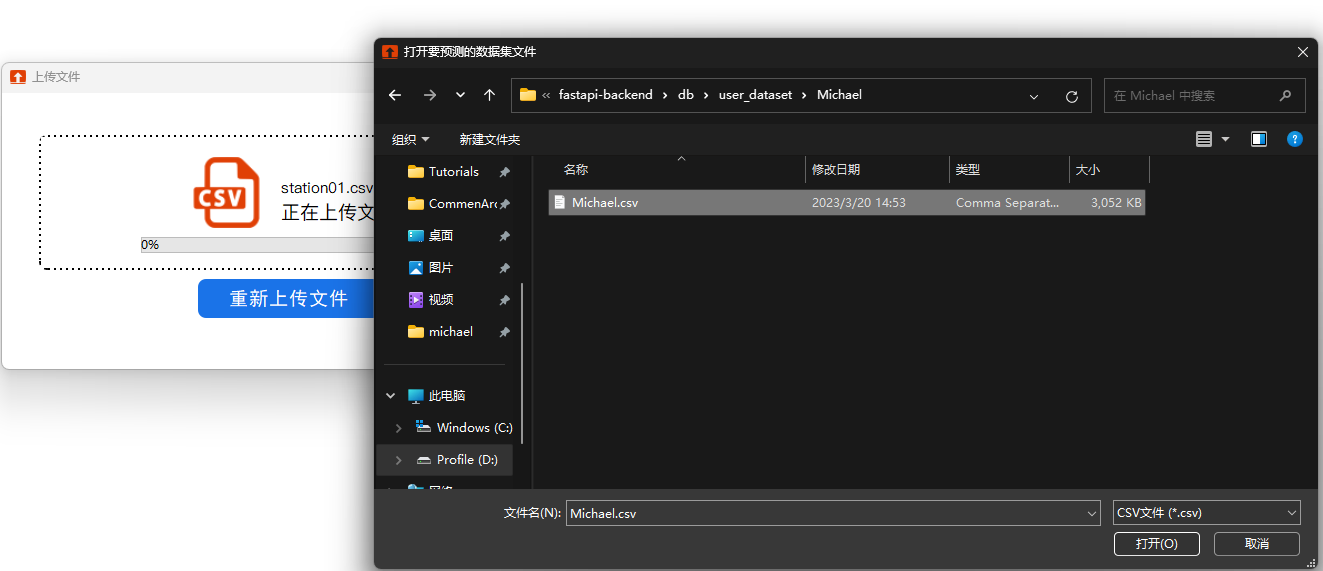 上传文件
CSV
station01.csv
正在上传文
0%
重新上传文件
打开要预测的数据集文件
« fastapi-backend › db › user_dataset › Michael
在 Michael 中搜索
组织 新建文件夹
Tutorials
CommenArc
桌面
图片
视频
michael
此电脑
Windows (C:)
Profile (D:)
网络
名称 修改日期 类型 大小
Michael.csv 2023/3/20 14:53 Comma Separat... 3,052 KB
文件名(N): Michael.csv CSV文件 (*.csv)
打开(O) 取消